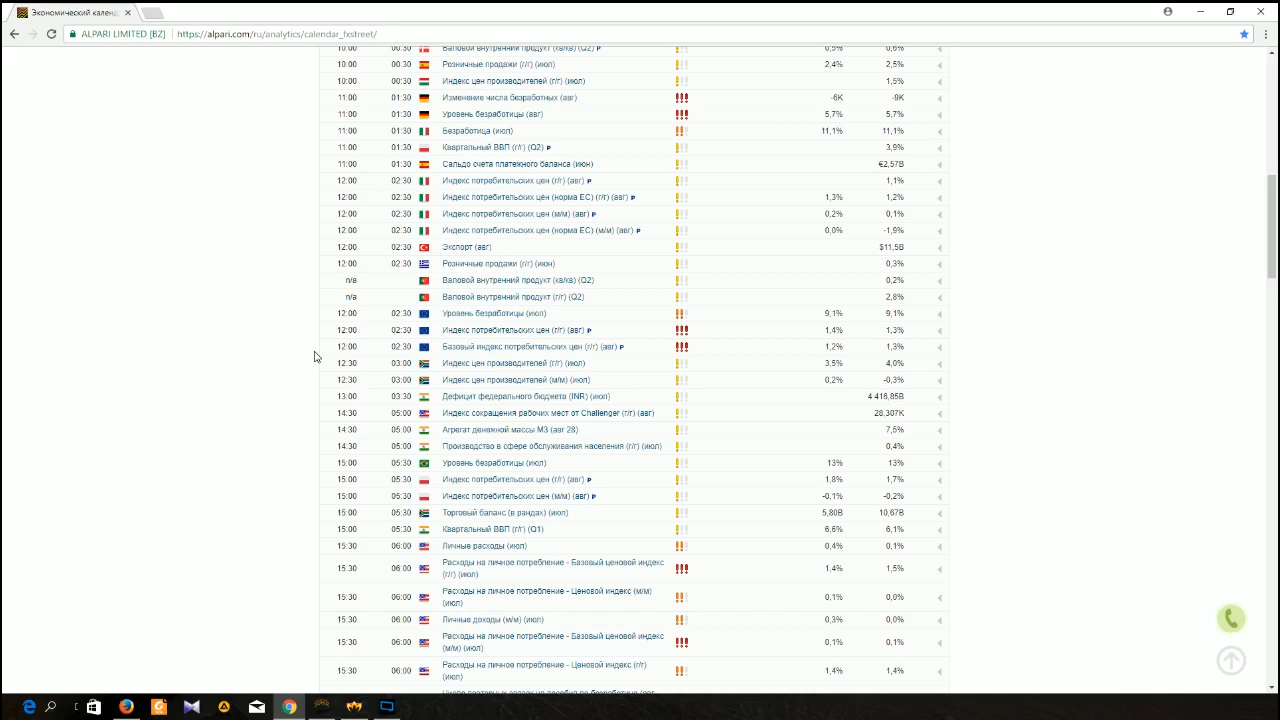 Экономический календ
ALPARI LIMITED [BZ] https://alpari.com/ru/analytics/calendar_fxstreet/
10:00 00:30 Валовой внутренний продукт (кв/кв) (Q2) P 0,5% 0,6%
10:00 00:30 Розничные продажи (г/г) (июл) 2,4% 2,5%
10:00 00:30 Индекс цен производителей (г/г) (июл) 1,5%
11:00 01:30 Изменение числа безработных (авг) -6K -9K
11:00 01:30 Уровень безработицы (авг) 5,7% 5,7%
11:00 01:30 Безработица (июл) 11,1% 11,1%
11:00 01:30 Квартальный ВВП (г/г) (Q2) P 3,9%
11:00 01:30 Сальдо счета платежного баланса (июн) €2,57B
12:00 02:30 Индекс потребительских цен (г/г) (авг) P 1,1%
12:00 02:30 Индекс потребительских цен (норма ЕС) (г/г) (авг) P 1,3% 1,2%
12:00 02:30 Индекс потребительских цен (м/м) (авг) P 0,2% 0,1%
12:00 02:30 Индекс потребительских цен (норма ЕС) (м/м) (авг) P 0,0% -1,9%
12:00 02:30 Экспорт (авг) $11,5B
12:00 02:30 Розничные продажи (г/г) (июн) 0,3%
n/a Валовой внутренний продукт (кв/кв) (Q2) 0,2%
n/a Валовой внутренний продукт (г/г) (Q2) 2,8%
12:00 02:30 Уровень безработицы (июл) 9,1% 9,1%
12:00 02:30 Индекс потребительских цен (г/г) (авг) P 1,4% 1,3%
12:00 02:30 Базовый индекс потребительских цен (г/г) (авг) P 1,2% 1,3%
12:30 03:00 Индекс цен производителей (г/г) (июл) 3,5% 4,0%
12:30 03:00 Индекс цен производителей (м/м) (июл) 0,2% -0,3%
13:00 03:30 Дефицит федерального бюджета (INR) (июл) 4 416,85B
14:30 05:00 Индекс сокращения рабочих мест от Challenger (г/г) (авг) 28,307K
14:30 05:00 Агрегат денежной массы М3 (авг 28) 7,5%
14:30 05:00 Производство в сфере обслуживания населения (г/г) (июл) 0,4%
15:00 05:30 Уровень безработицы (июл) 13% 13%
15:00 05:30 Индекс потребительских цен (г/г) (авг) P 1,8% 1,7%
15:00 05:30 Индекс потребительских цен (м/м) (авг) P -0,1% -0,2%
15:00 05:30 Торговый баланс (в рандах) (июл) 5,80B 10,67B
15:00 05:30 Квартальный ВВП (г/г) (Q1) 6,6% 6,1%
15:30 06:00 Личные расходы (июл) 0,4% 0,1%
Расходы на личное потребление - Базовый ценовой индекс
15:30 06:00 (г/г) (июл) 1,4% 1,5%
Расходы на личное потребление - Ценовой индекс (м/м)
15:30 06:00 (июл) 0,1% 0,0%
15:30 06:00 Личные доходы (м/м) (июл) 0,3% 0,0%
Расходы на личное потребление - Базовый ценовой индекс
15:30 06:00 (м/м) (июл) 0,1% 0,1%
Расходы на личное потребление - Ценовой индекс (г/г)
15:30 06:00 (июл) 1,4% 1,4%